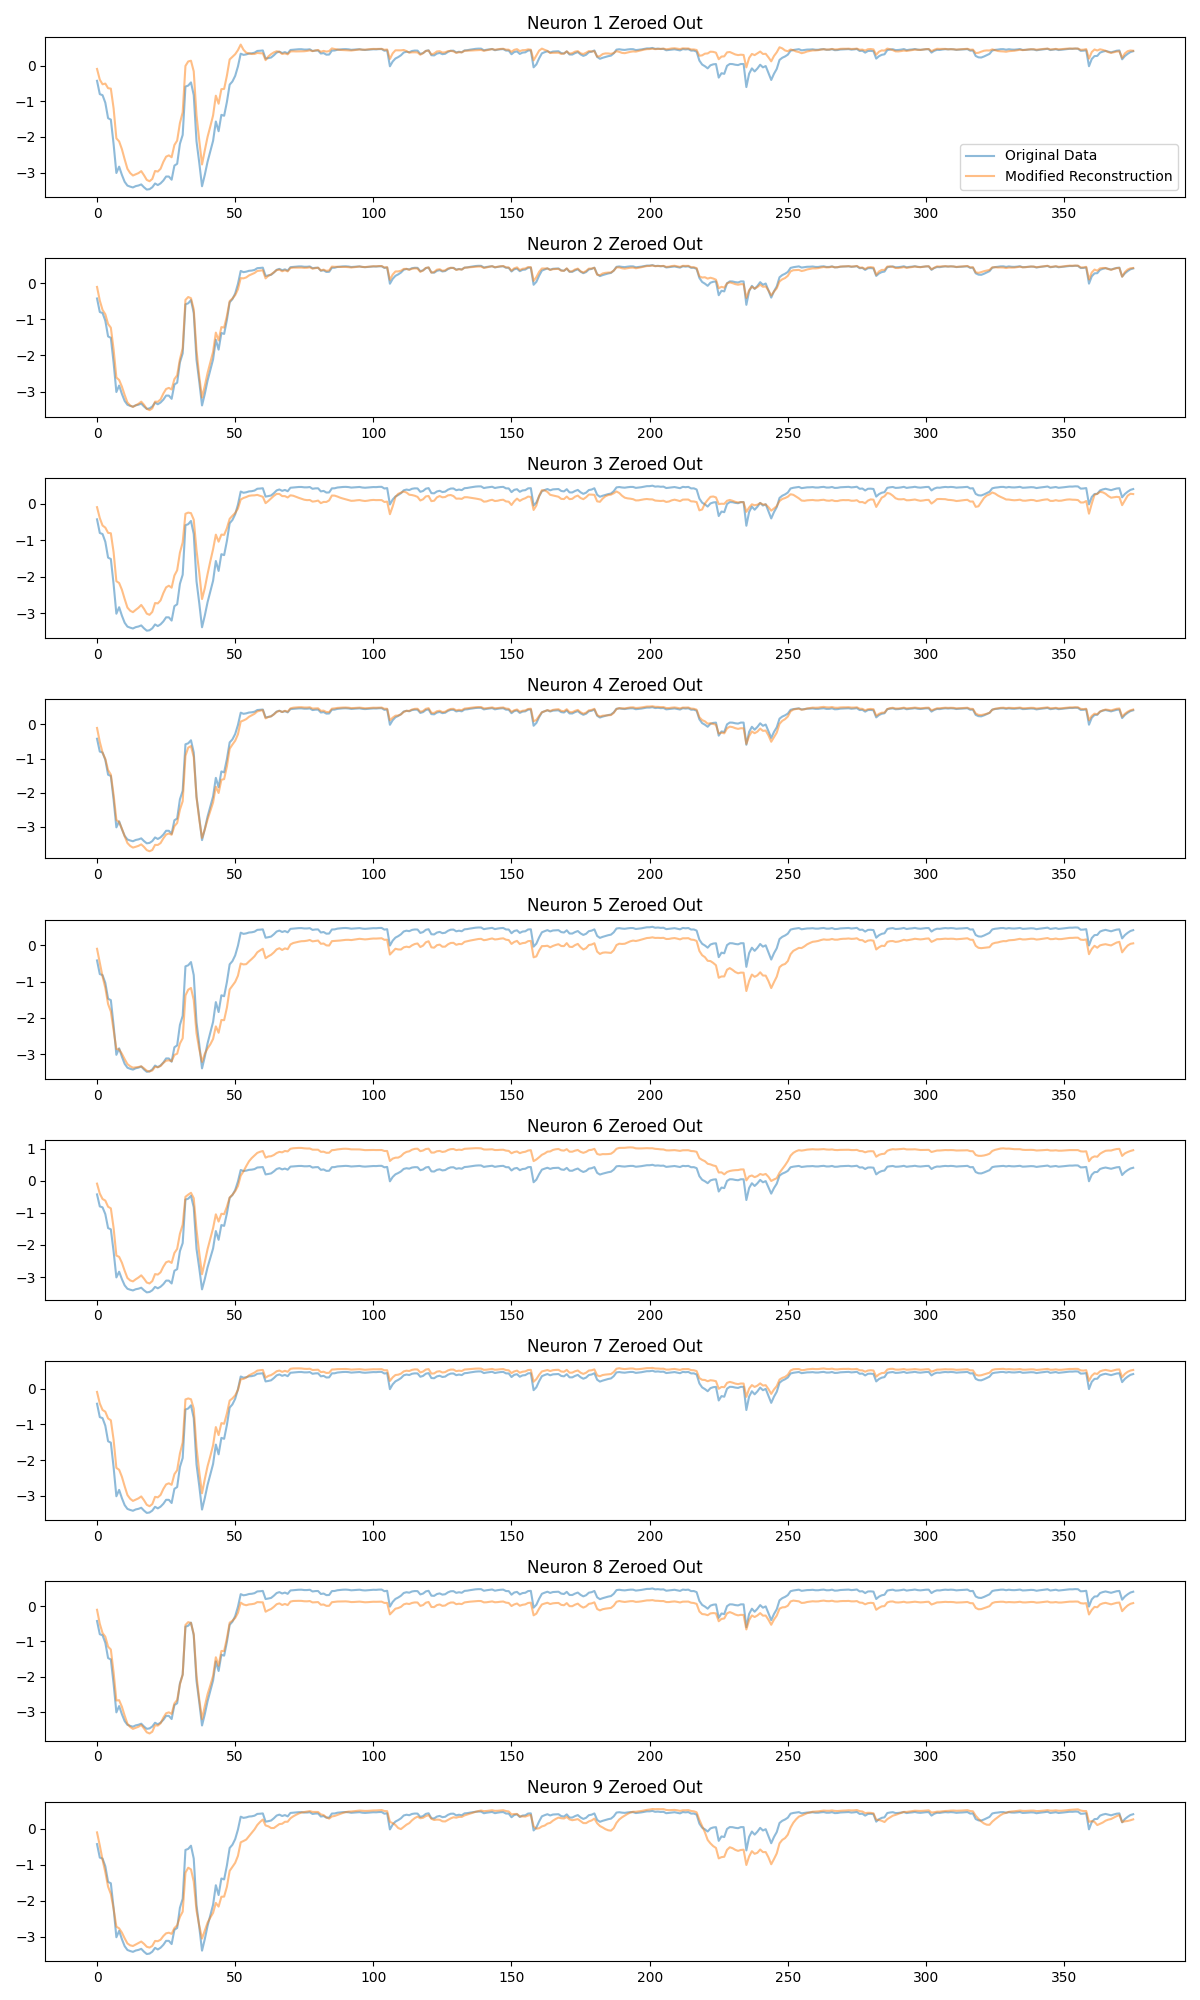 Neuron 1 Zeroed Out
0
−1
−2
−3
Original Data
Modified Reconstruction
0 50 100 150 200 250 300 350
Neuron 2 Zeroed Out
0
−1
−2
−3
0 50 100 150 200 250 300 350
Neuron 3 Zeroed Out
0
−1
−2
−3
0 50 100 150 200 250 300 350
Neuron 4 Zeroed Out
0
−1
−2
−3
0 50 100 150 200 250 300 350
Neuron 5 Zeroed Out
0
−1
−2
−3
0 50 100 150 200 250 300 350
Neuron 6 Zeroed Out
1
0
−1
−2
−3
0 50 100 150 200 250 300 350
Neuron 7 Zeroed Out
0
−1
−2
−3
0 50 100 150 200 250 300 350
Neuron 8 Zeroed Out
0
−1
−2
−3
0 50 100 150 200 250 300 350
Neuron 9 Zeroed Out
0
−1
−2
−3
0 50 100 150 200 250 300 350